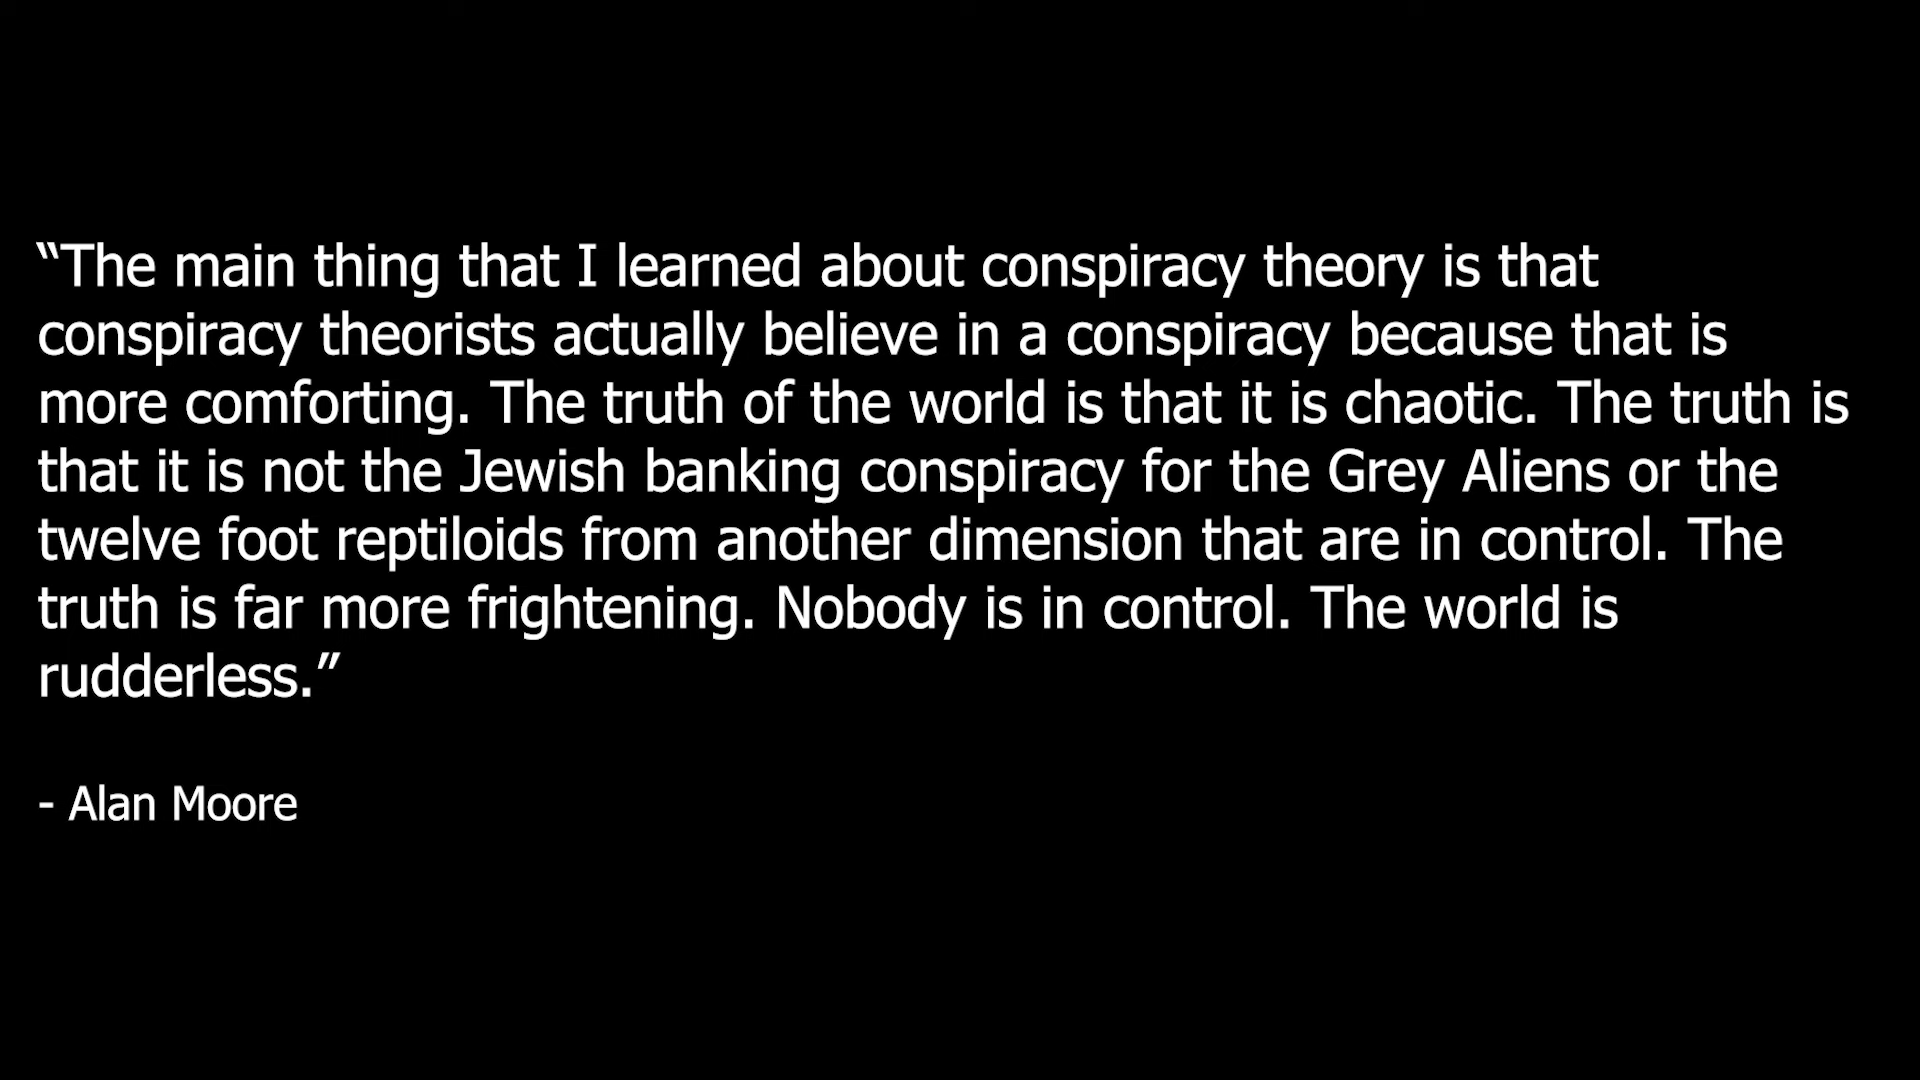 “The main thing that I learned about conspiracy theory is that
conspiracy theorists actually believe in a conspiracy because that is
more comforting. The truth of the world is that it is chaotic. The truth is
that it is not the Jewish banking conspiracy for the Grey Aliens or the
twelve foot reptiloids from another dimension that are in control. The
truth is far more frightening. Nobody is in control. The world is
rudderless.”
- Alan Moore